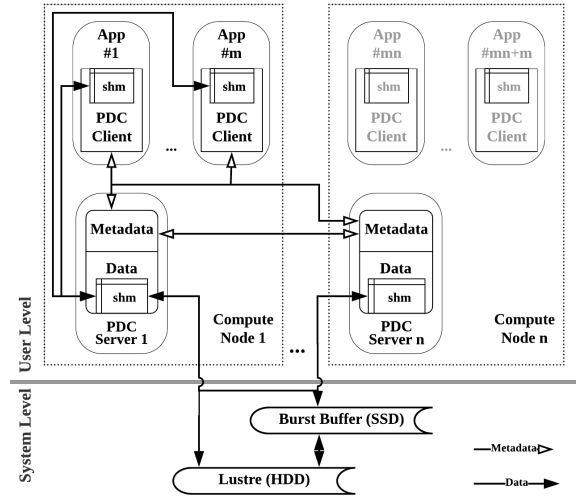 App
#1
App
#m
App
#mn
App
#mn+m
shm
shm
shm
shm
PDC
Client
...
PDC
Client
PDC
Client
...
PDC
Client
Metadata
Metadata
Data
Data
shm
shm
PDC
Server 1
Compute
Node 1
...
PDC
Server n
Compute
Node n
User Level
System Level
Burst Buffer (SSD)
Lustre (HDD)
Metadata
Data